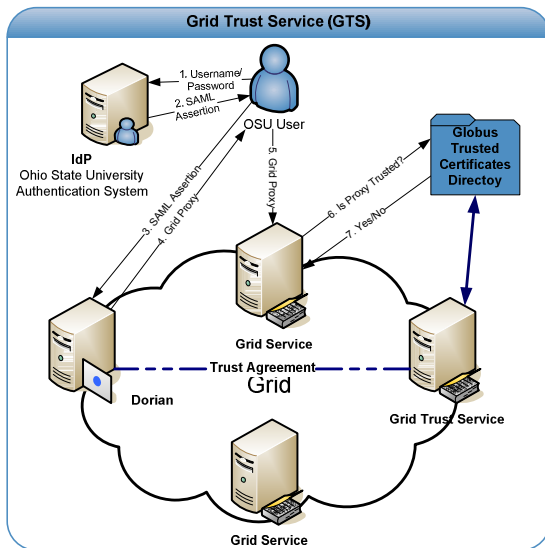 Grid Trust Service (GTS)
1. Username/
Password
2. SAML
Assertion
OSU User
IdP
Ohio State University
Authentication System
Globus
Trusted
Certificates
Directoy
3. SAML Assertion
4. Grid Proxy
5. Grid Proxy
6. Is Proxy Trusted?
7. Yes/No
Grid Service
Trust Agreement
Grid
Dorian
Grid Trust Service
Grid Service